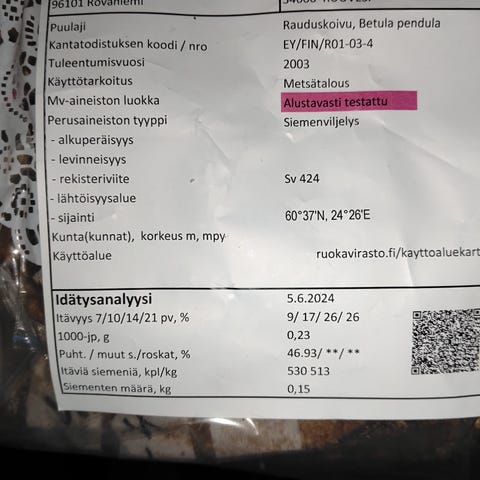 96101 Rovaniemi
Puulaji Rauduskoivu, Betula pendula
Kantatodistuksen koodi / nro EY/FIN/R01-03-4
Tuleentumisvuosi 2003
Käyttötarkoitus Metsätalous
Mv-aineiston luokka Alustavasti testattu
Perusaineiston tyyppi Siemenviljelys
- alkuperäisyys
- levinneisyys
- rekisteriviite Sv 424
- lähtöisyysalue
- sijainti 60°37'N, 24°26'E
Kunta(kunnat), korkeus m, mpy
Käyttöalue ruokavirasto.fi/kayttoaluekart
Idätysanalyysi 5.6.2024
Itävyys 7/10/14/21 pv, % 9/ 17/ 26/ 26
1000-jp, g 0,23
Puht. / muut s./roskat, % 46.93/ **/ **
Itäviä siemeniä, kpl/kg 530 513
Siementen määrä, kg 0,15